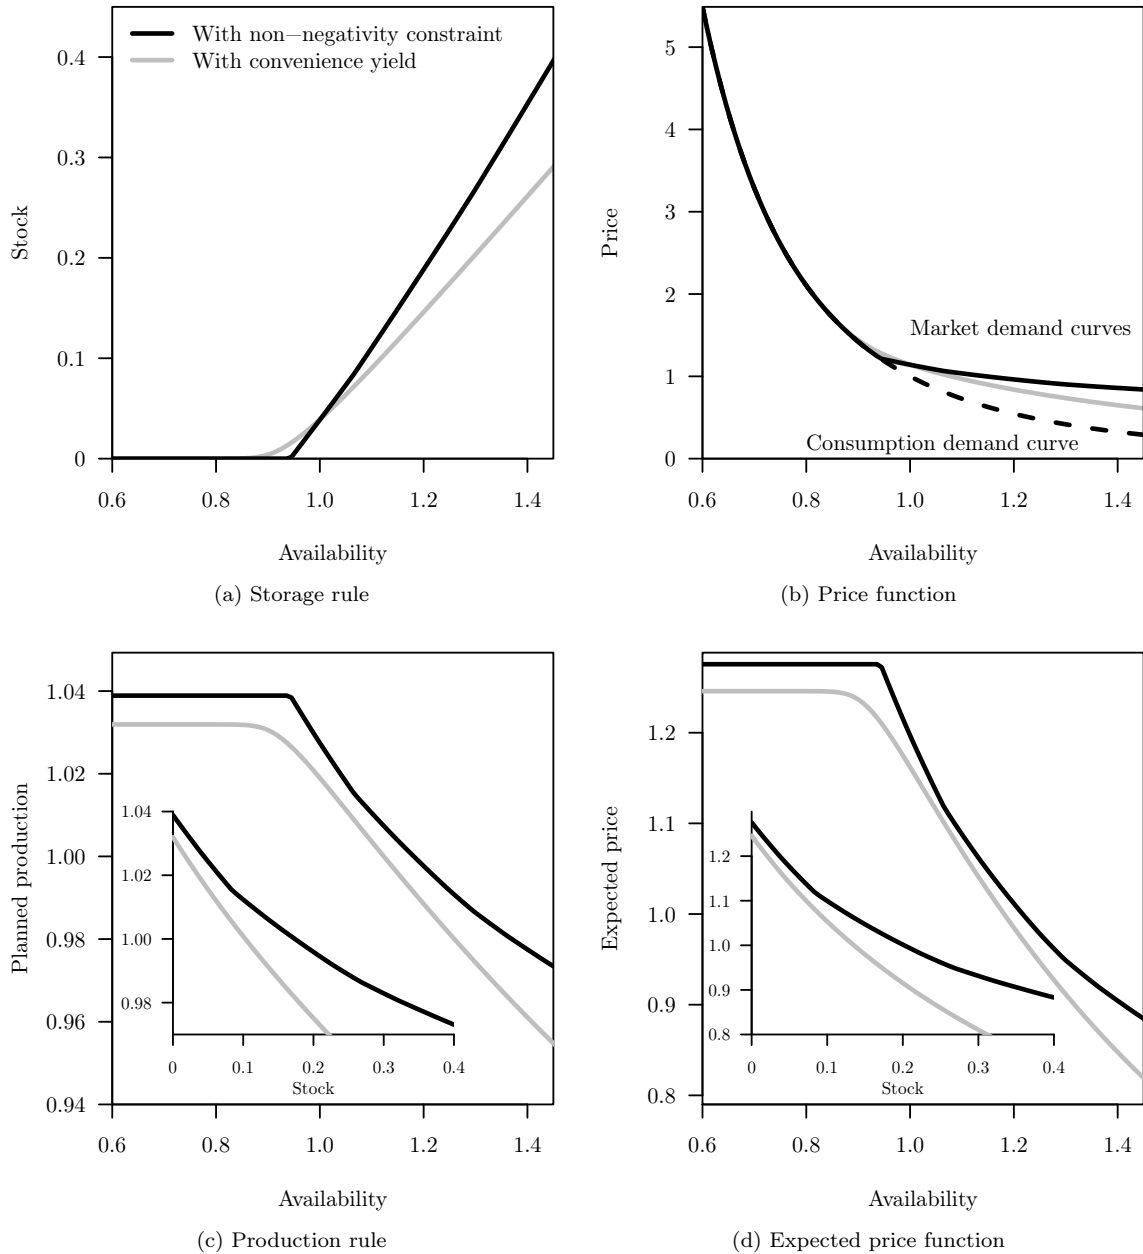 With non−negativity constraint
With convenience yield
Stock
0.4
0.3
0.2
0.1
0
0.6 0.8 1.0 1.2 1.4
Availability
(a) Storage rule
Price
5
4
3
2
1
0
Market demand curves
Consumption demand curve
0.6 0.8 1.0 1.2 1.4
Availability
(b) Price function
Planned production
1.04
1.02
1.00
0.98
0.96
0.94
1.04
1.02
1.00
0.98
0 0.1 0.2 0.3 0.4
Stock
0.6 0.8 1.0 1.2 1.4
Availability
(c) Production rule
Expected price
1.2
1.1
1.0
0.9
0.8
1.2
1.1
1.0
0.9
0.8
0 0.1 0.2 0.3 0.4
Stock
0.6 0.8 1.0 1.2 1.4
Availability
(d) Expected price function